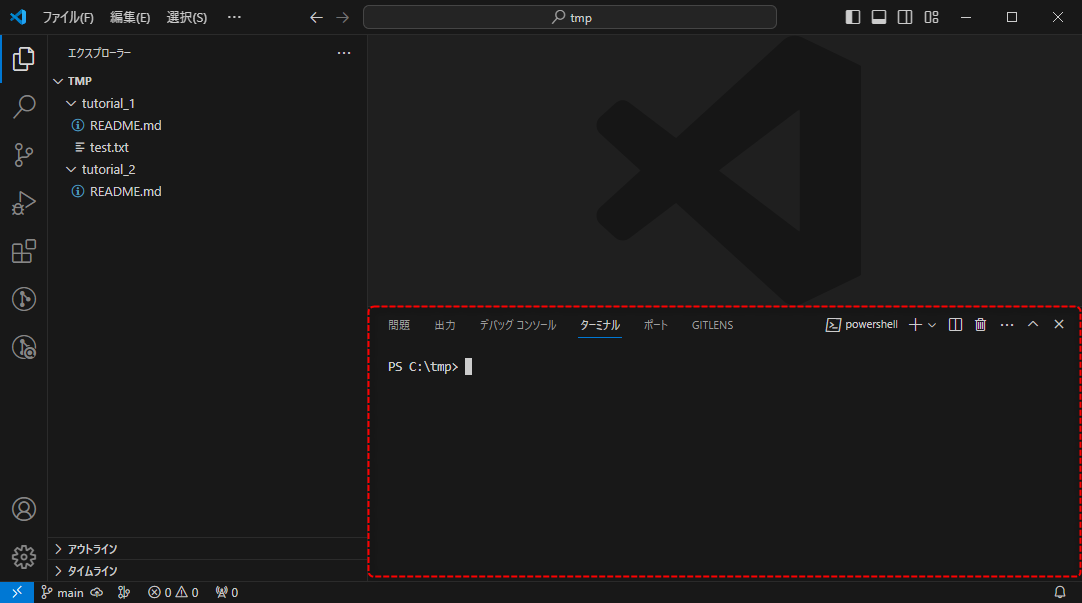 ファイル(F) 編集(E) 選択(S) ··· tmp
エクスプローラー ···
TMP
tutorial_1
README.md
test.txt
tutorial_2
README.md
問題 出力 デバッグ コンソール ターミナル ポート GITLENS powershell ···
PS C:\tmp>
アウトライン
タイムライン
main 0 0 0